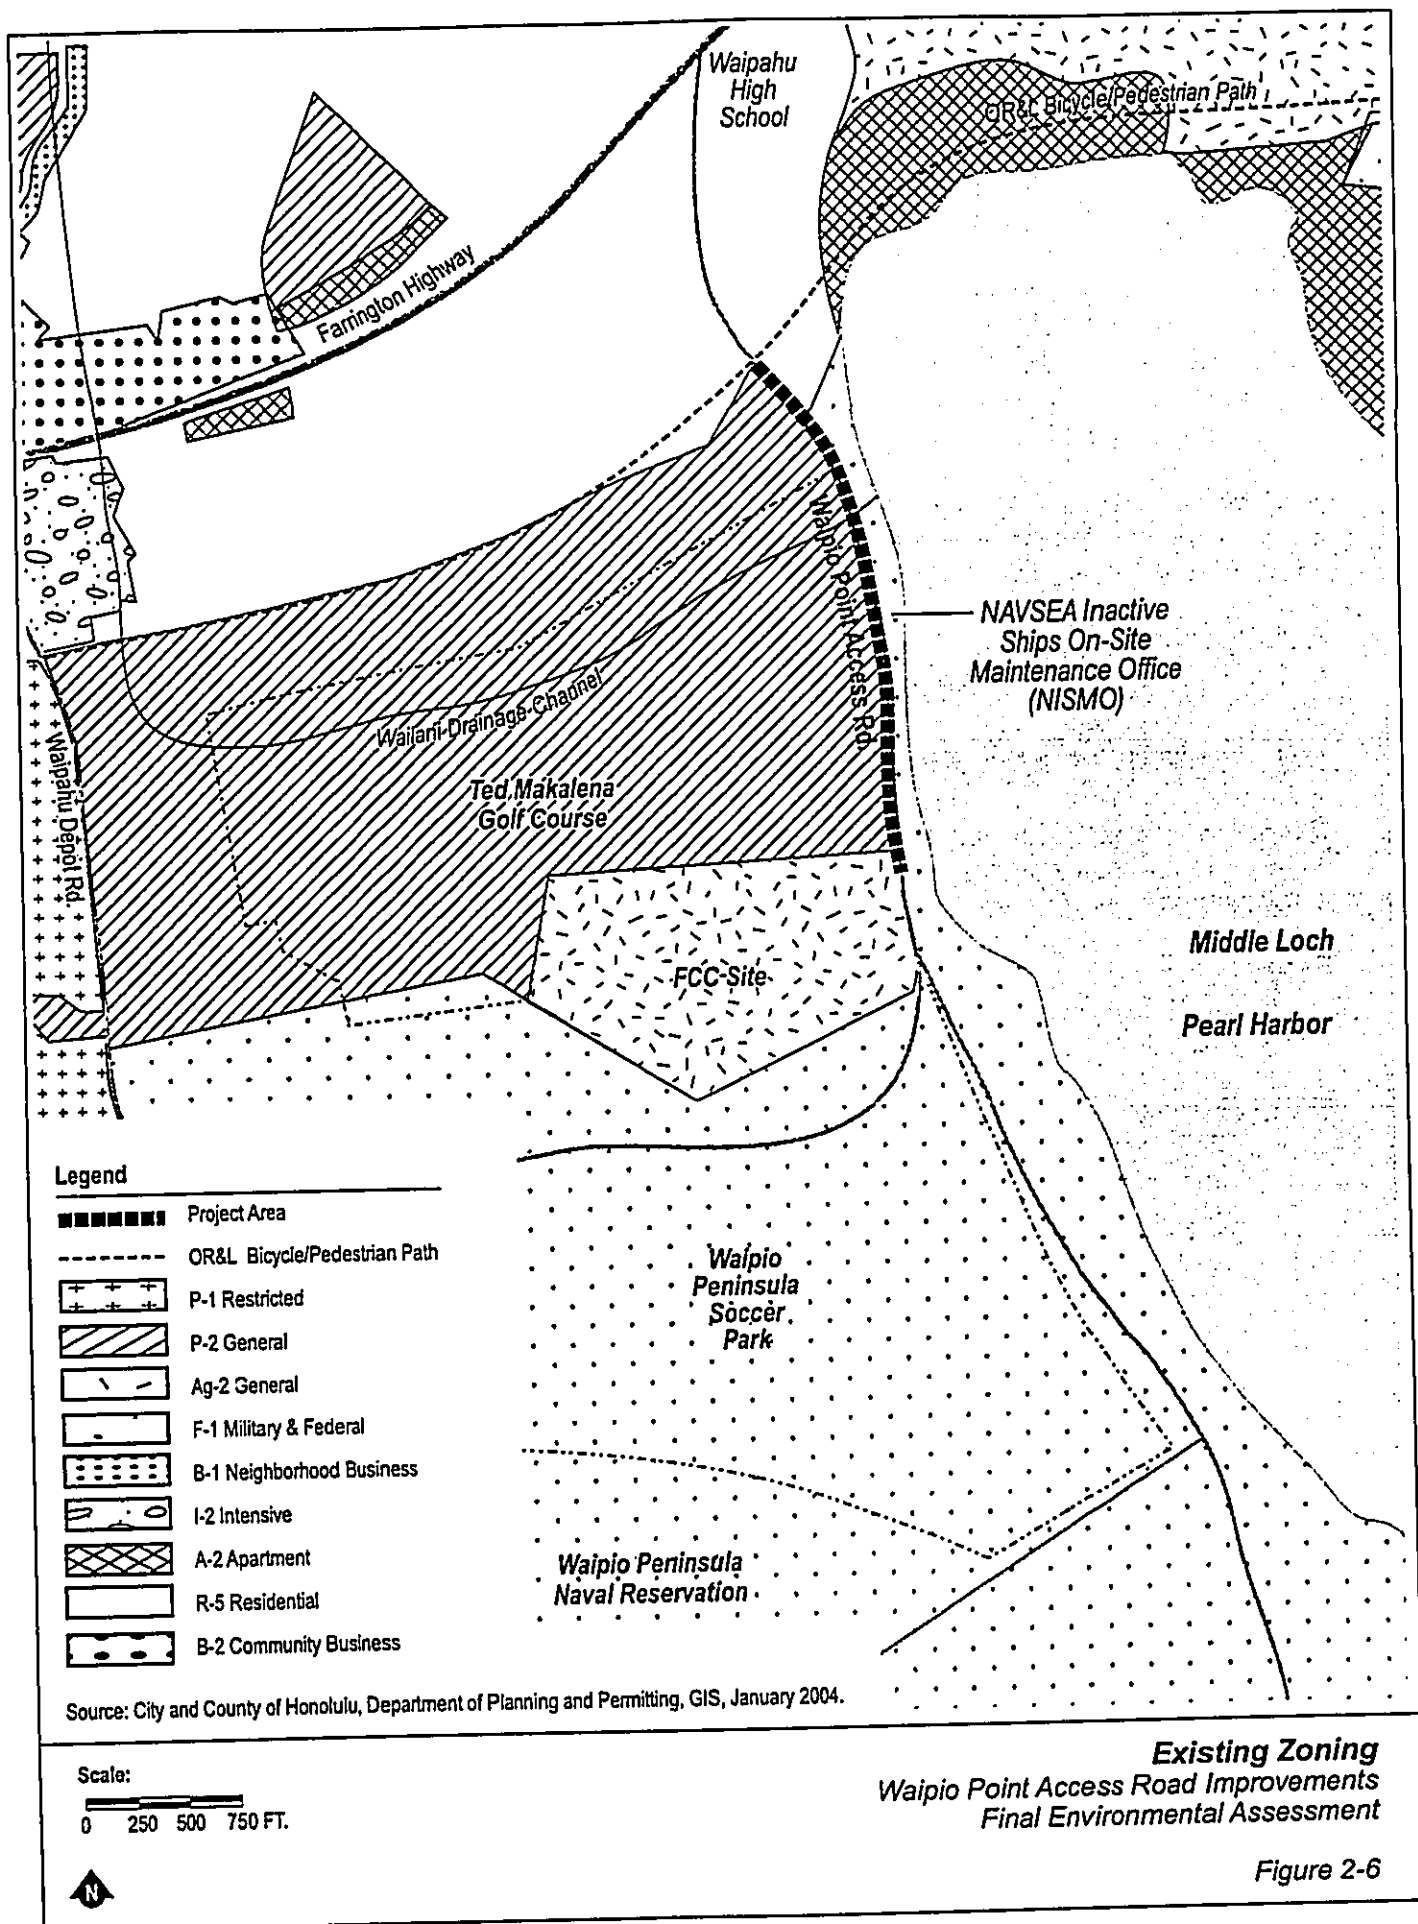 Waipahu
High
School
OR&L Bicycle/Pedestrian Path
Farrington Highway
Waipio Point Access Rd.
NAVSEA Inactive
Ships On-Site
Maintenance Office
(NISMO)
Wailani Drainage Channel
Waipahu Depot Rd.
Ted Makalena
Golf Course
FCC Site
Middle Loch
Pearl Harbor
Waipio
Peninsula
Soccer
Park
Waipio Peninsula
Naval Reservation
Legend
Project Area
OR&L Bicycle/Pedestrian Path
P-1 Restricted
P-2 General
Ag-2 General
F-1 Military & Federal
B-1 Neighborhood Business
I-2 Intensive
A-2 Apartment
R-5 Residential
B-2 Community Business
Source: City and County of Honolulu, Department of Planning and Permitting, GIS, January 2004.
Scale:
0 250 500 750 FT.
N
Existing Zoning
Waipio Point Access Road Improvements
Final Environmental Assessment
Figure 2-6